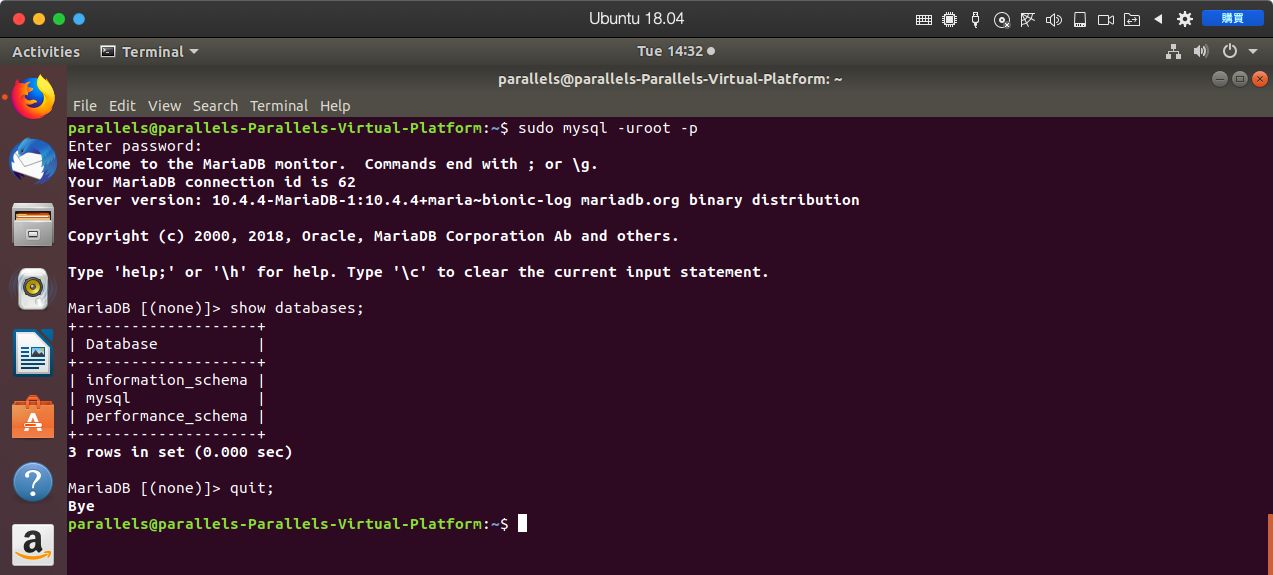 Ubuntu 18.04
購買
Activities Terminal Tue 14:32
parallels@parallels-Parallels-Virtual-Platform: ~
File Edit View Search Terminal Help
parallels@parallels-Parallels-Virtual-Platform:~$ sudo mysql -uroot -p
Enter password:
Welcome to the MariaDB monitor.  Commands end with ; or \g.
Your MariaDB connection id is 62
Server version: 10.4.4-MariaDB-1:10.4.4+maria~bionic-log mariadb.org binary distribution
Copyright (c) 2000, 2018, Oracle, MariaDB Corporation Ab and others.
Type 'help;' or '\h' for help. Type '\c' to clear the current input statement.
MariaDB [(none)]> show databases;
+--------------------+
| Database           |
+--------------------+
| information_schema |
| mysql              |
| performance_schema |
+--------------------+
3 rows in set (0.000 sec)
MariaDB [(none)]> quit;
Bye
parallels@parallels-Parallels-Virtual-Platform:~$